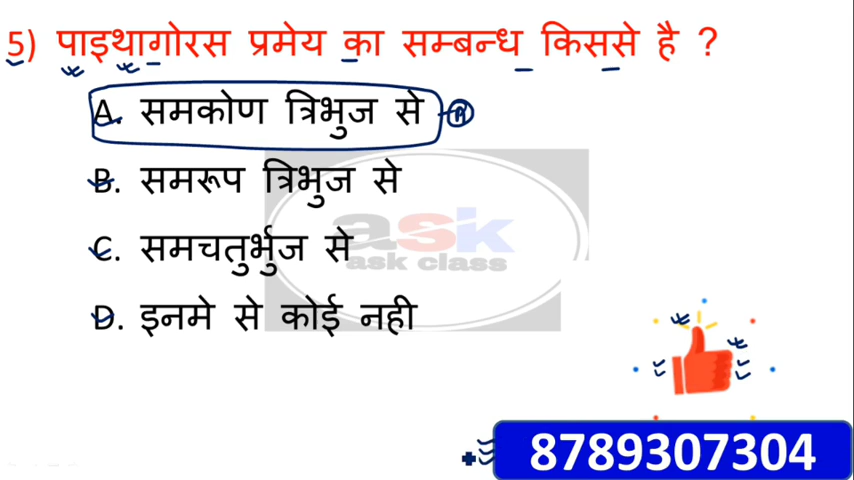 5) पाइथागोरस प्रमेय का सम्बन्ध किससे है ?
A. समकोण त्रिभुज से
A
B. समरूप त्रिभुज से
ask
C. समचतुर्भुज से
ask class
D. इनमे से कोई नही
8789307304